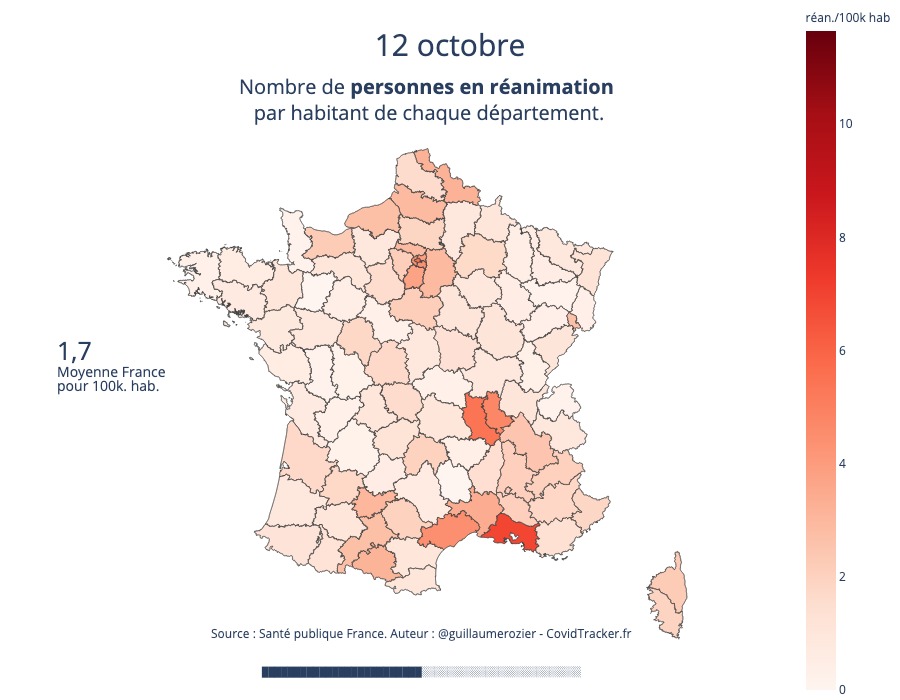 réan./100k hab
12 octobre
Nombre de personnes en réanimation
par habitant de chaque département.
10
8
6
4
2
0
1,7
Moyenne France
pour 100k. hab.
Source : Santé publique France. Auteur : @guillaumerozier - CovidTracker.fr